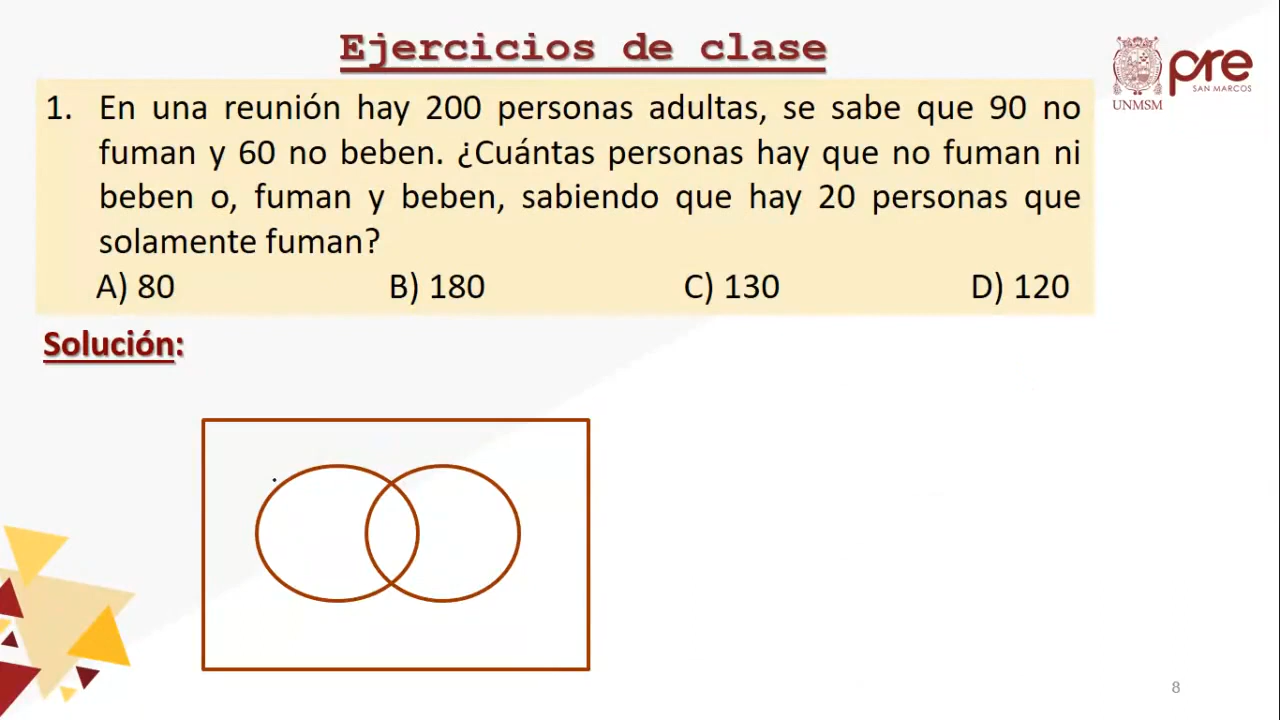 Ejercicios de clase
pre
SAN MARCOS
UNMSM
1. En una reunión hay 200 personas adultas, se sabe que 90 no
fuman y 60 no beben. ¿Cuántas personas hay que no fuman ni
beben o, fuman y beben, sabiendo que hay 20 personas que
solamente fuman?
A) 80 B) 180 C) 130 D) 120
Solución:
8